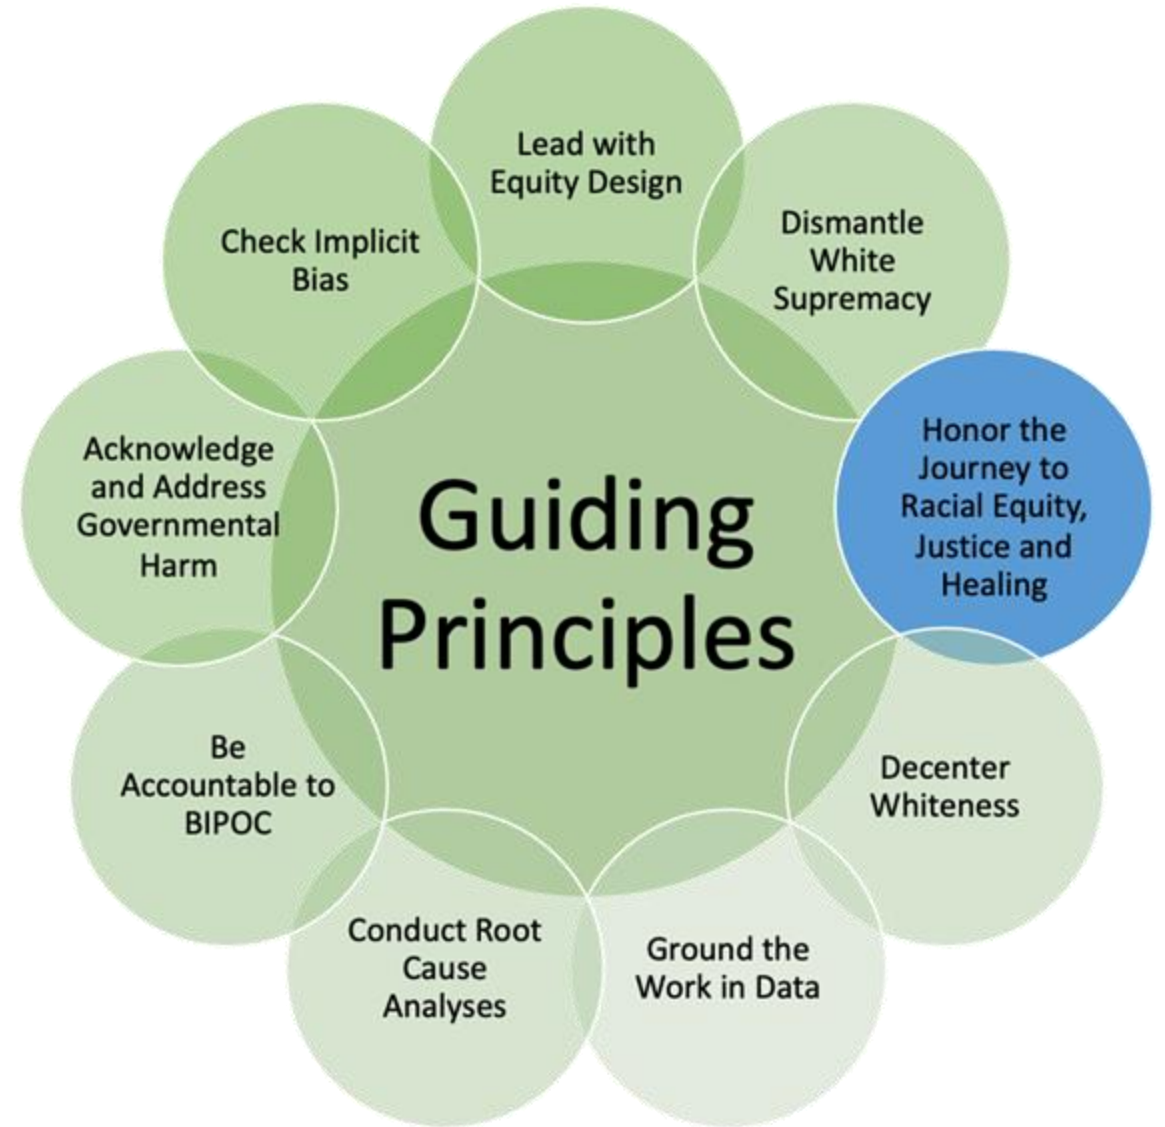 Lead with
Equity Design
Dismantle
White
Supremacy
Honor the
Journey to
Racial Equity,
Justice and
Healing
Decenter
Whiteness
Ground the
Work in Data
Conduct Root
Cause
Analyses
Be
Accountable to
BIPOC
Acknowledge
and Address
Governmental
Harm
Check Implicit
Bias
Guiding
Principles